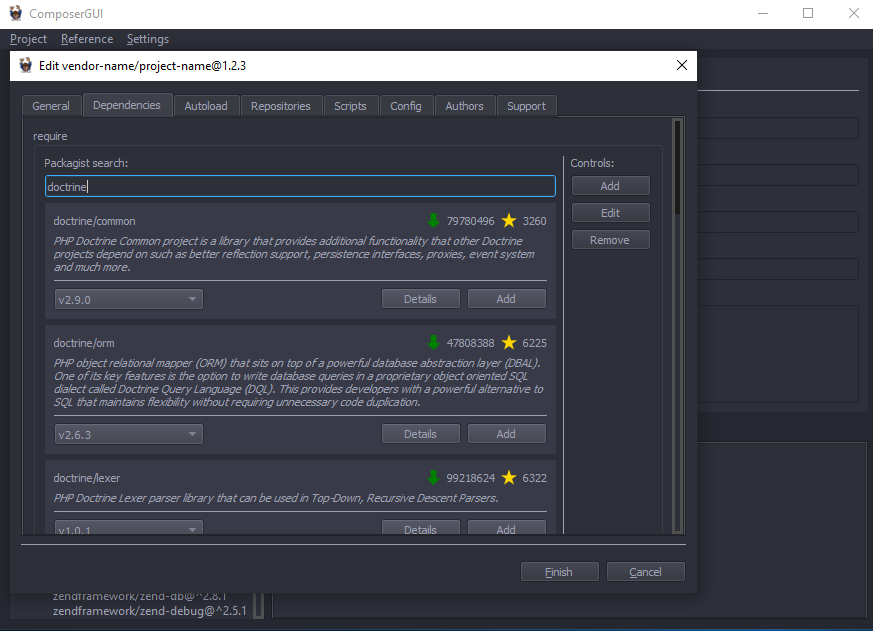 ComposerGUI
Project Reference Settings
Edit vendor-name/project-name@1.2.3
General Dependencies Autoload Repositories Scripts Config Authors Support
require
Packagist search:
Controls:
doctrine
Add
Edit
Remove
doctrine/common 79780496 3260
PHP Doctrine Common project is a library that provides additional functionality that other Doctrine
projects depend on such as better reflection support, persistence interfaces, proxies, event system
and much more.
v2.9.0 Details Add
doctrine/orm 47808388 6225
PHP object relational mapper (ORM) that sits on top of a powerful database abstraction layer (DBAL).
One of its key features is the option to write database queries in a proprietary object oriented SQL
dialect called Doctrine Query Language (DQL). This provides developers with a powerful alternative to
SQL that maintains flexibility without requiring unnecessary code duplication.
v2.6.3 Details Add
doctrine/lexer 99218624 6322
PHP Doctrine Lexer parser library that can be used in Top-Down, Recursive Descent Parsers.
v1.0.1 Details Add
Finish Cancel
zendframework/zend-db@^2.8.1
zendframework/zend-debug@^2.5.1